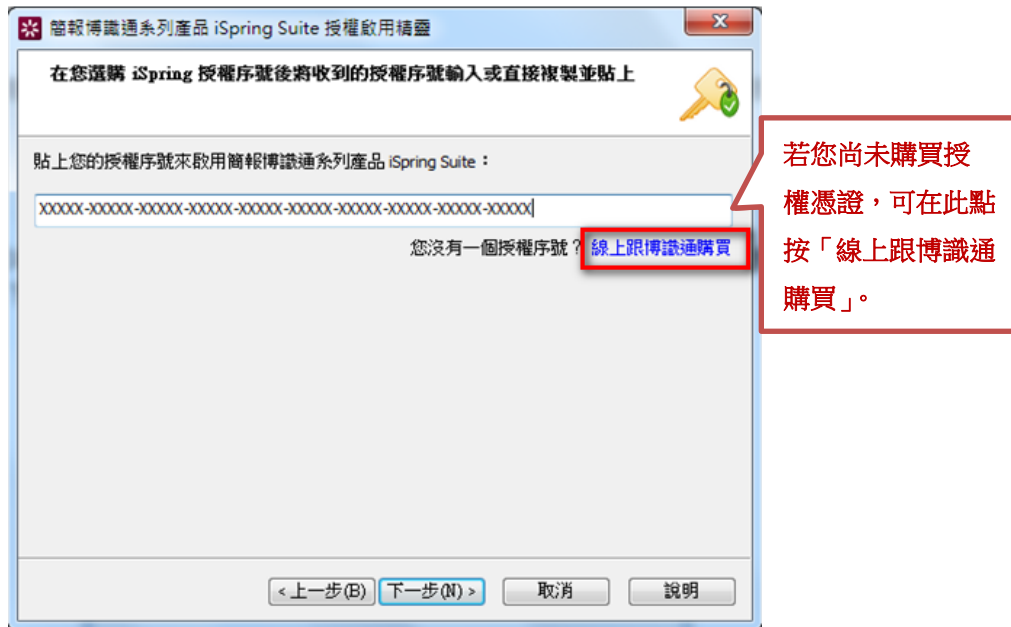 簡報博識通系列產品 iSpring Suite 授權啟用精靈
在您選購 iSpring 授權序號後將收到的授權序號輸入或直接複製並貼上
貼上您的授權序號來啟用簡報博識通系列產品 iSpring Suite：
XXXXX-XXXXX-XXXXX-XXXXX-XXXXX-XXXXX-XXXXX-XXXXX-XXXXX-XXXXX
您沒有一個授權序號？ 線上跟博識通購買
若您尚未購買授
權憑證，可在此點
按「線上跟博識通
購買」。
<上一步(B) 下一步(N)> 取消 說明